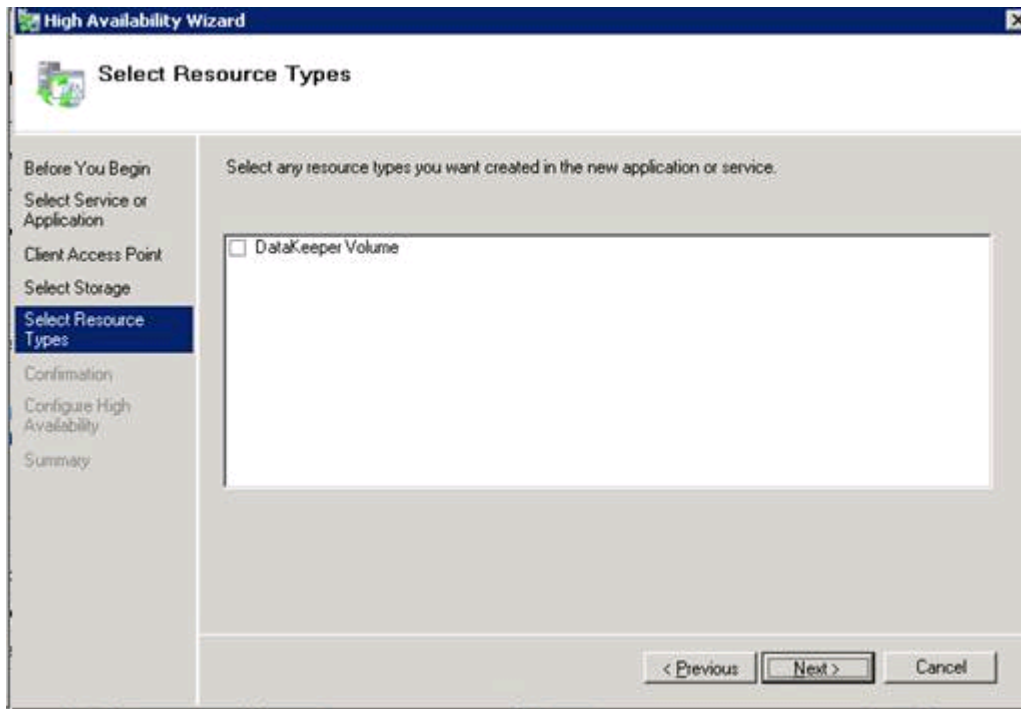 High Availability Wizard
Select Resource Types
Before You Begin
Select Service or
Application
Client Access Point
Select Storage
Select Resource
Types
Confirmation
Configure High
Availability
Summary
Select any resource types you want created in the new application or service.
DataKeeper Volume
< Previous
Next >
Cancel